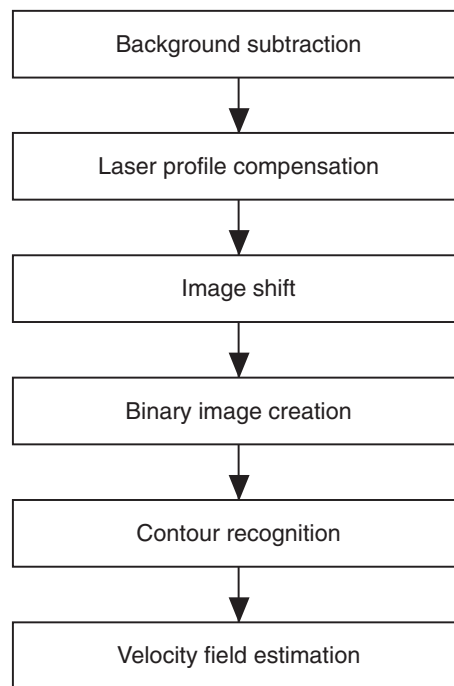 Background subtraction
Laser profile compensation
Image shift
Binary image creation
Contour recognition
Velocity field estimation